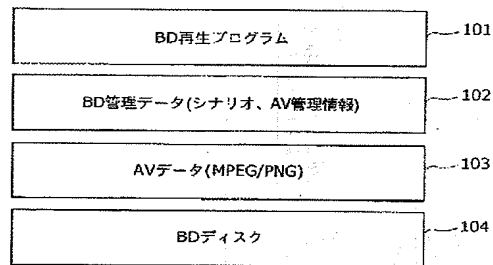 BD再生プログラム
101
BD管理データ(シナリオ、AV管理情報)
102
AVデータ(MPEG/PNG)
103
BDディスク
104